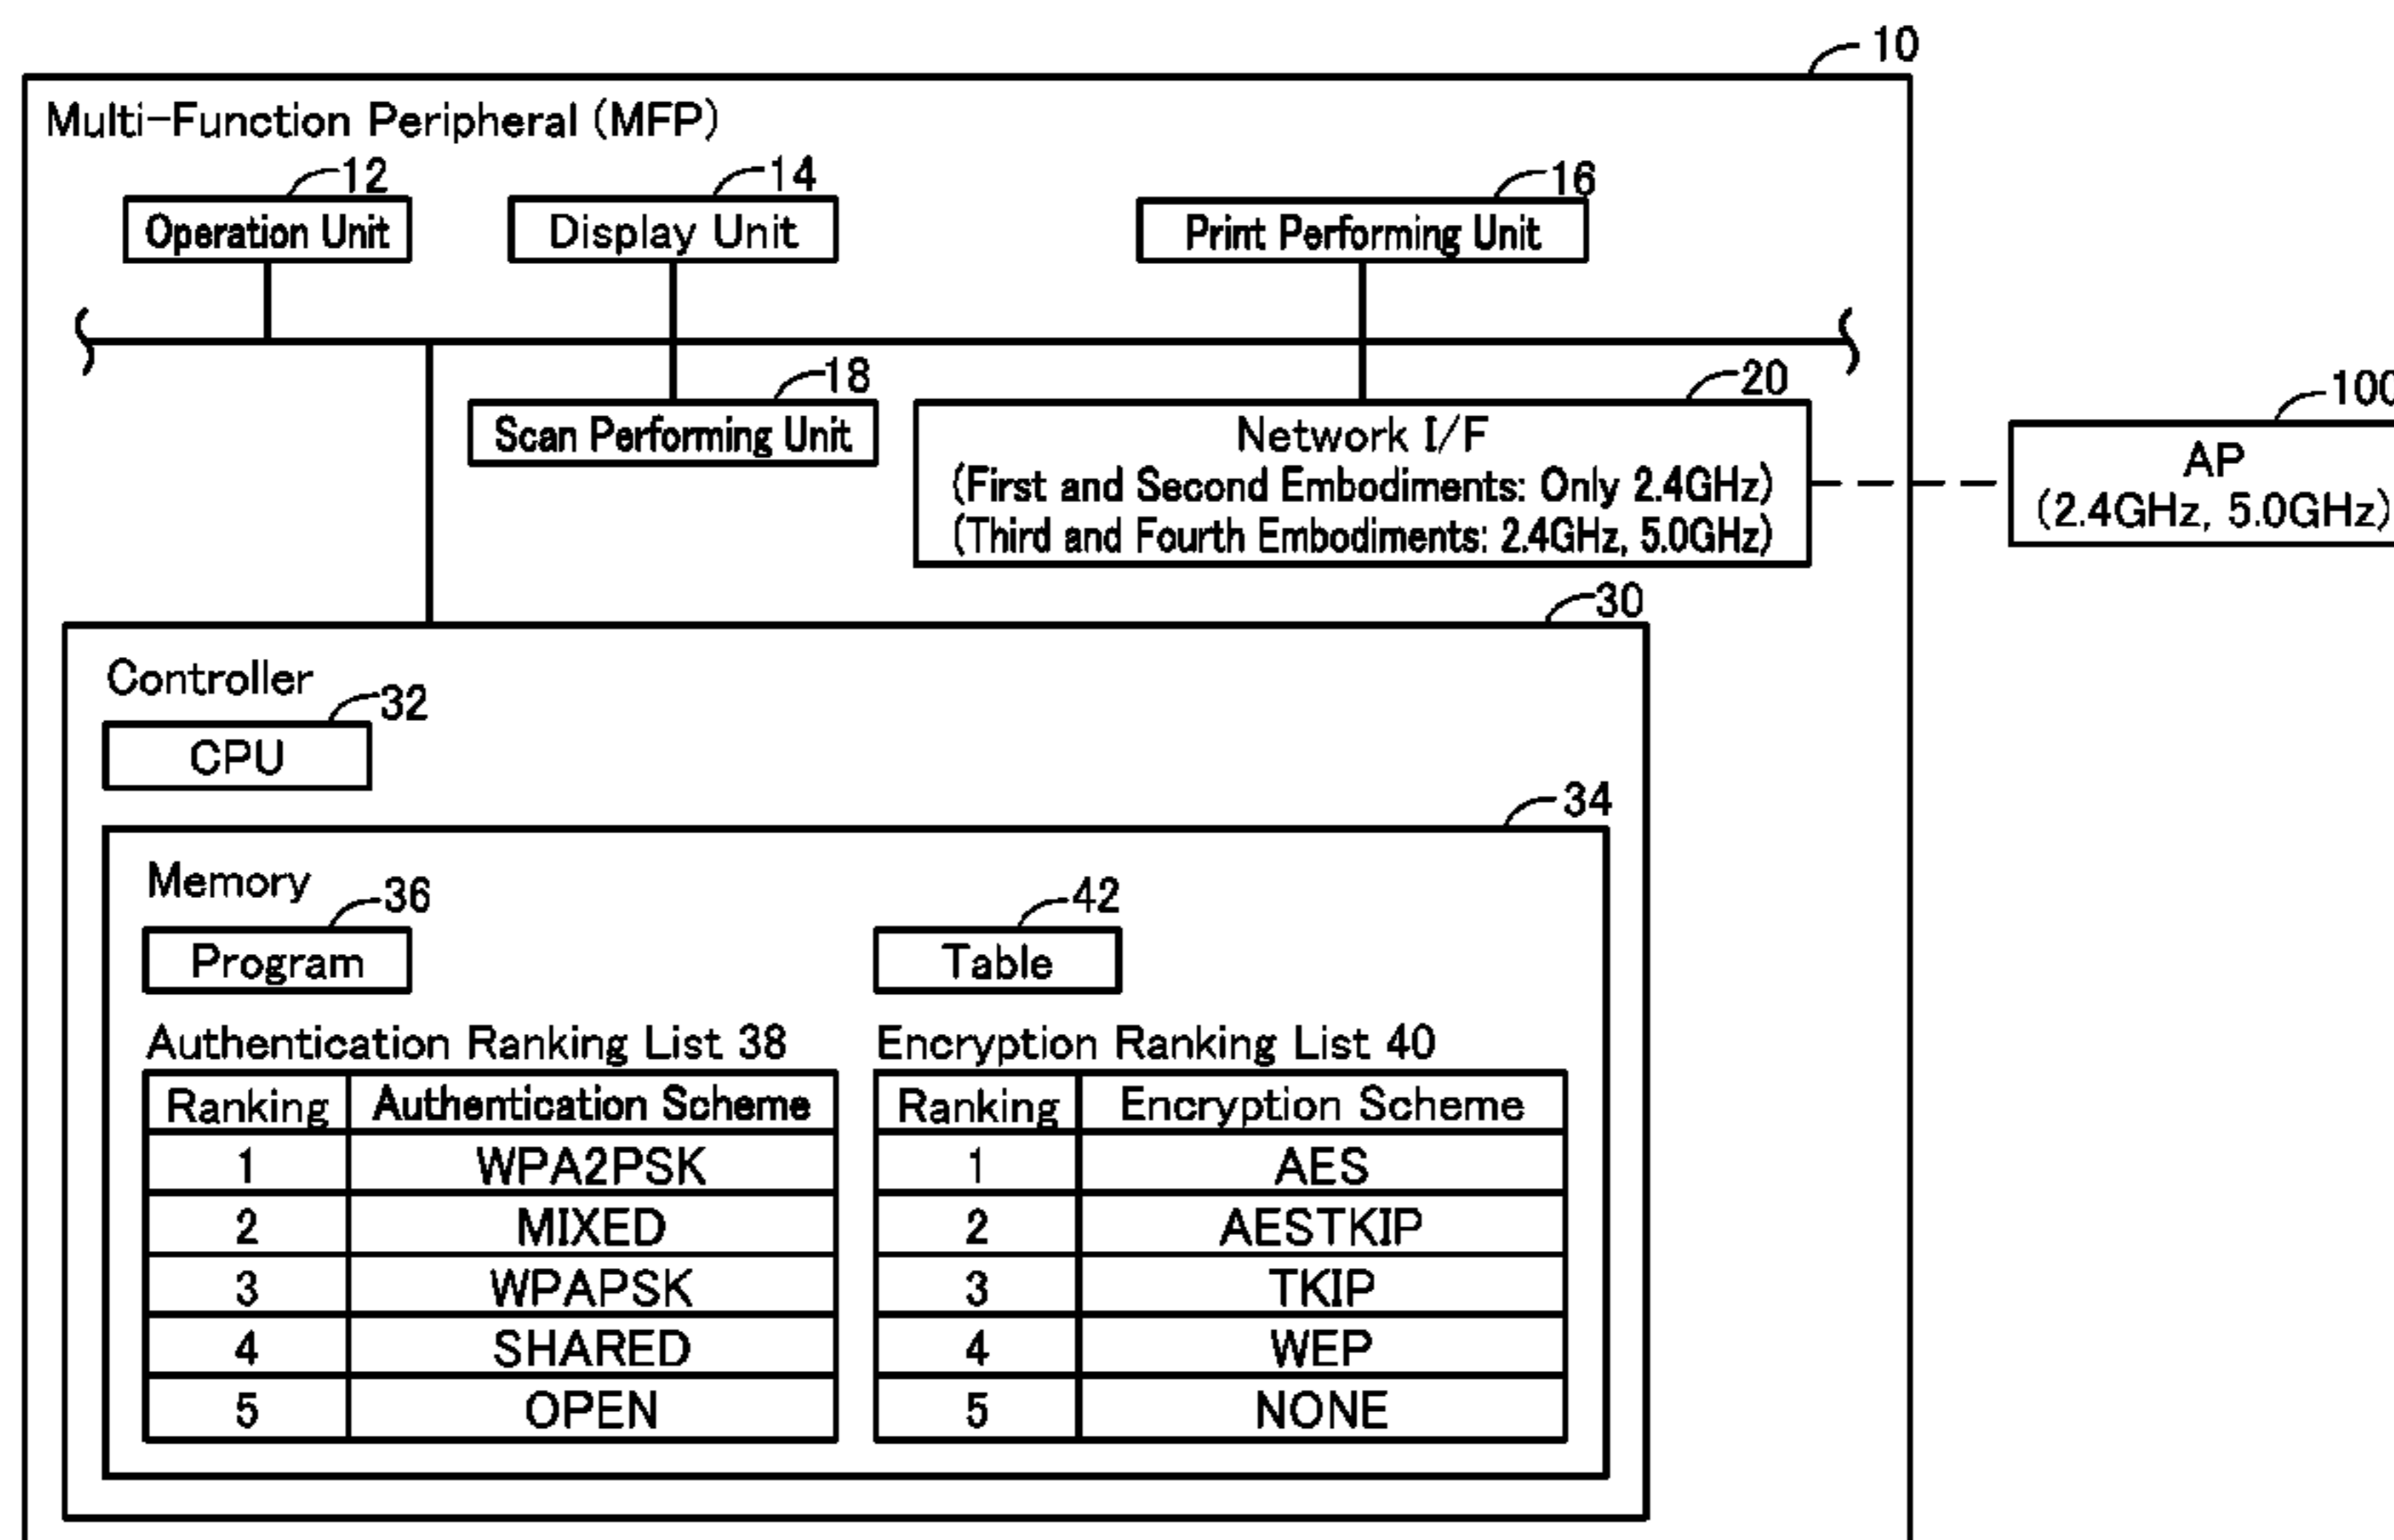 10
Multi-Function Peripheral (MFP)
12
14
16
Operation Unit
Display Unit
Print Performing Unit
18
20
100
Scan Performing Unit
Network I/F
(First and Second Embodiments: Only 2.4GHz)
(Third and Fourth Embodiments: 2.4GHz, 5.0GHz)
AP
(2.4GHz, 5.0GHz)
30
Controller
32
CPU
34
Memory
36
42
Program
Table
Authentication Ranking List 38
Ranking Authentication Scheme
1 WPA2PSK
2 MIXED
3 WPAPSK
4 SHARED
5 OPEN
Encryption Ranking List 40
Ranking Encryption Scheme
1 AES
2 AESTKIP
3 TKIP
4 WEP
5 NONE